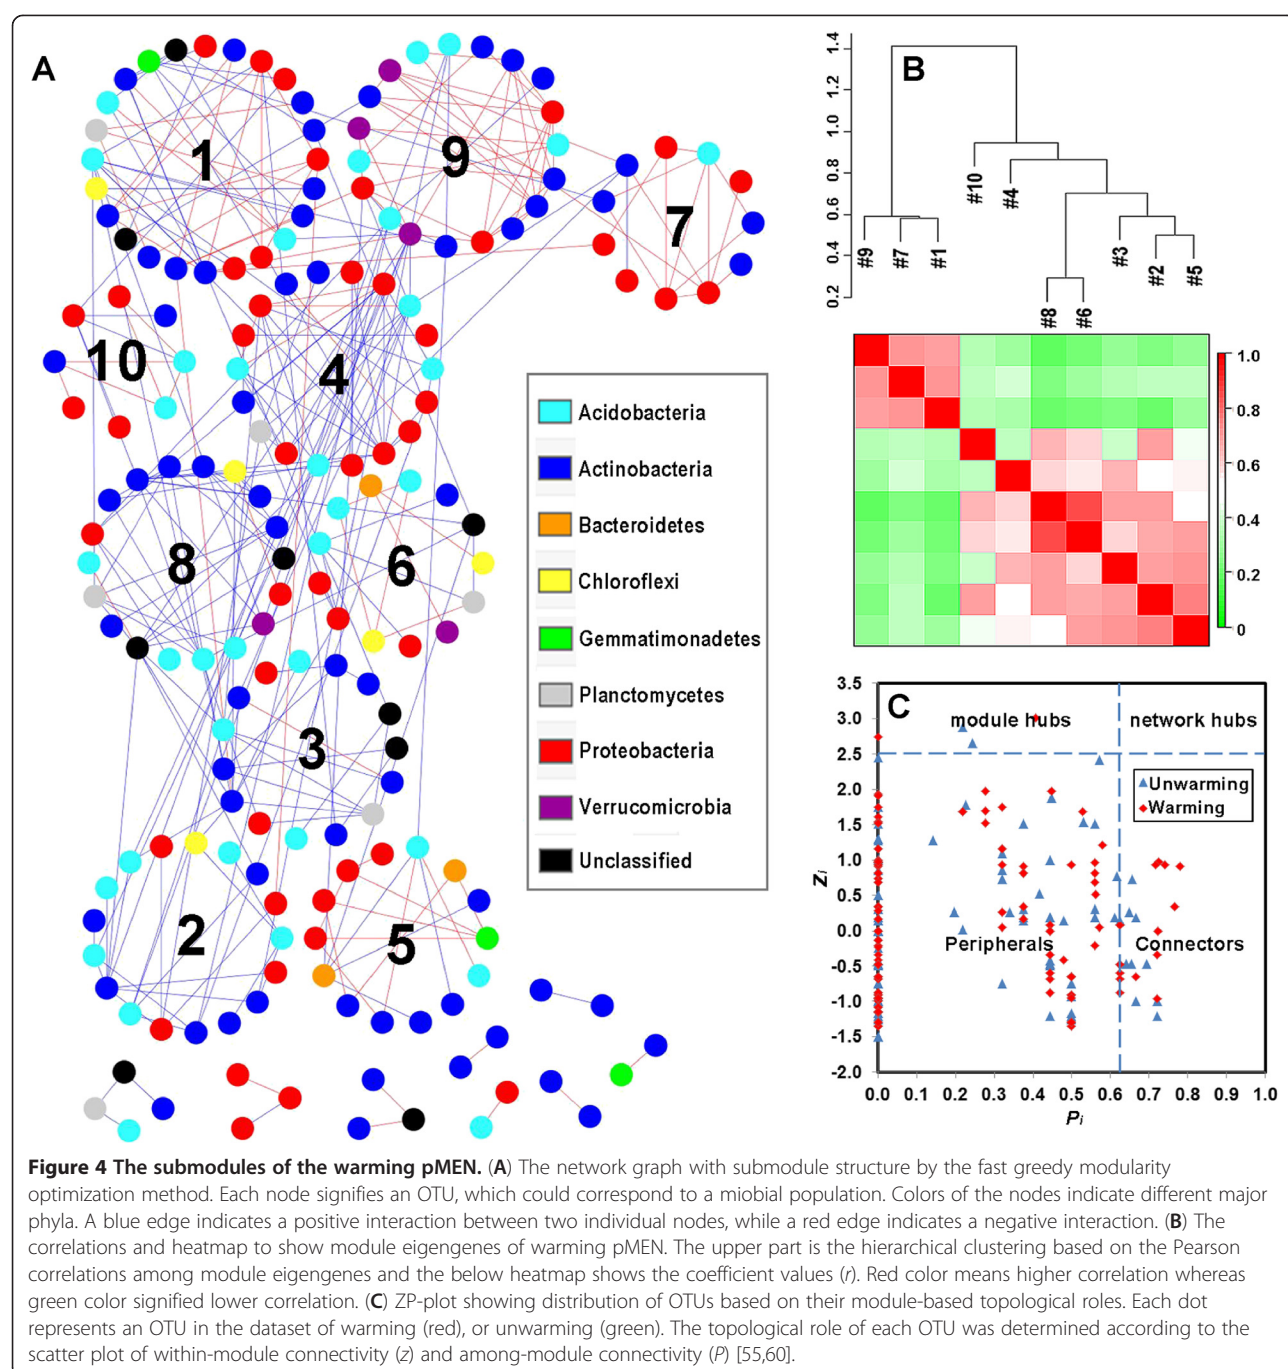 A
1
9
7
10
4
8
6
3
2
5
Acidobacteria
Actinobacteria
Bacteroidetes
Chloroflexi
Gemmatimonadetes
Planctomycetes
Proteobacteria
Verrucomicrobia
Unclassified
B
1.4
1.2
1.0
0.8
0.6
0.4
0.2
#9
#7
#1
#10
#4
#8
#6
#3
#2
#5
1.0
0.8
0.6
0.4
0.2
0
C
3.5
3.0
2.5
2.0
1.5
1.0
0.5
0.0
-0.5
-1.0
-1.5
-2.0
Zi
module hubs
network hubs
Unwarming
Warming
Peripherals
Connectors
0.0 0.1 0.2 0.3 0.4 0.5 0.6 0.7 0.8 0.9 1.0
Pi
Figure 4 The submodules of the warming pMEN. (A) The network graph with submodule structure by the fast greedy modularity
optimization method. Each node signifies an OTU, which could correspond to a miobial population. Colors of the nodes indicate different major
phyla. A blue edge indicates a positive interaction between two individual nodes, while a red edge indicates a negative interaction. (B) The
correlations and heatmap to show module eigengenes of warming pMEN. The upper part is the hierarchical clustering based on the Pearson
correlations among module eigengenes and the below heatmap shows the coefficient values (r). Red color means higher correlation whereas
green color signified lower correlation. (C) ZP-plot showing distribution of OTUs based on their module-based topological roles. Each dot
represents an OTU in the dataset of warming (red), or unwarming (green). The topological role of each OTU was determined according to the
scatter plot of within-module connectivity (z) and among-module connectivity (P) [55,60].